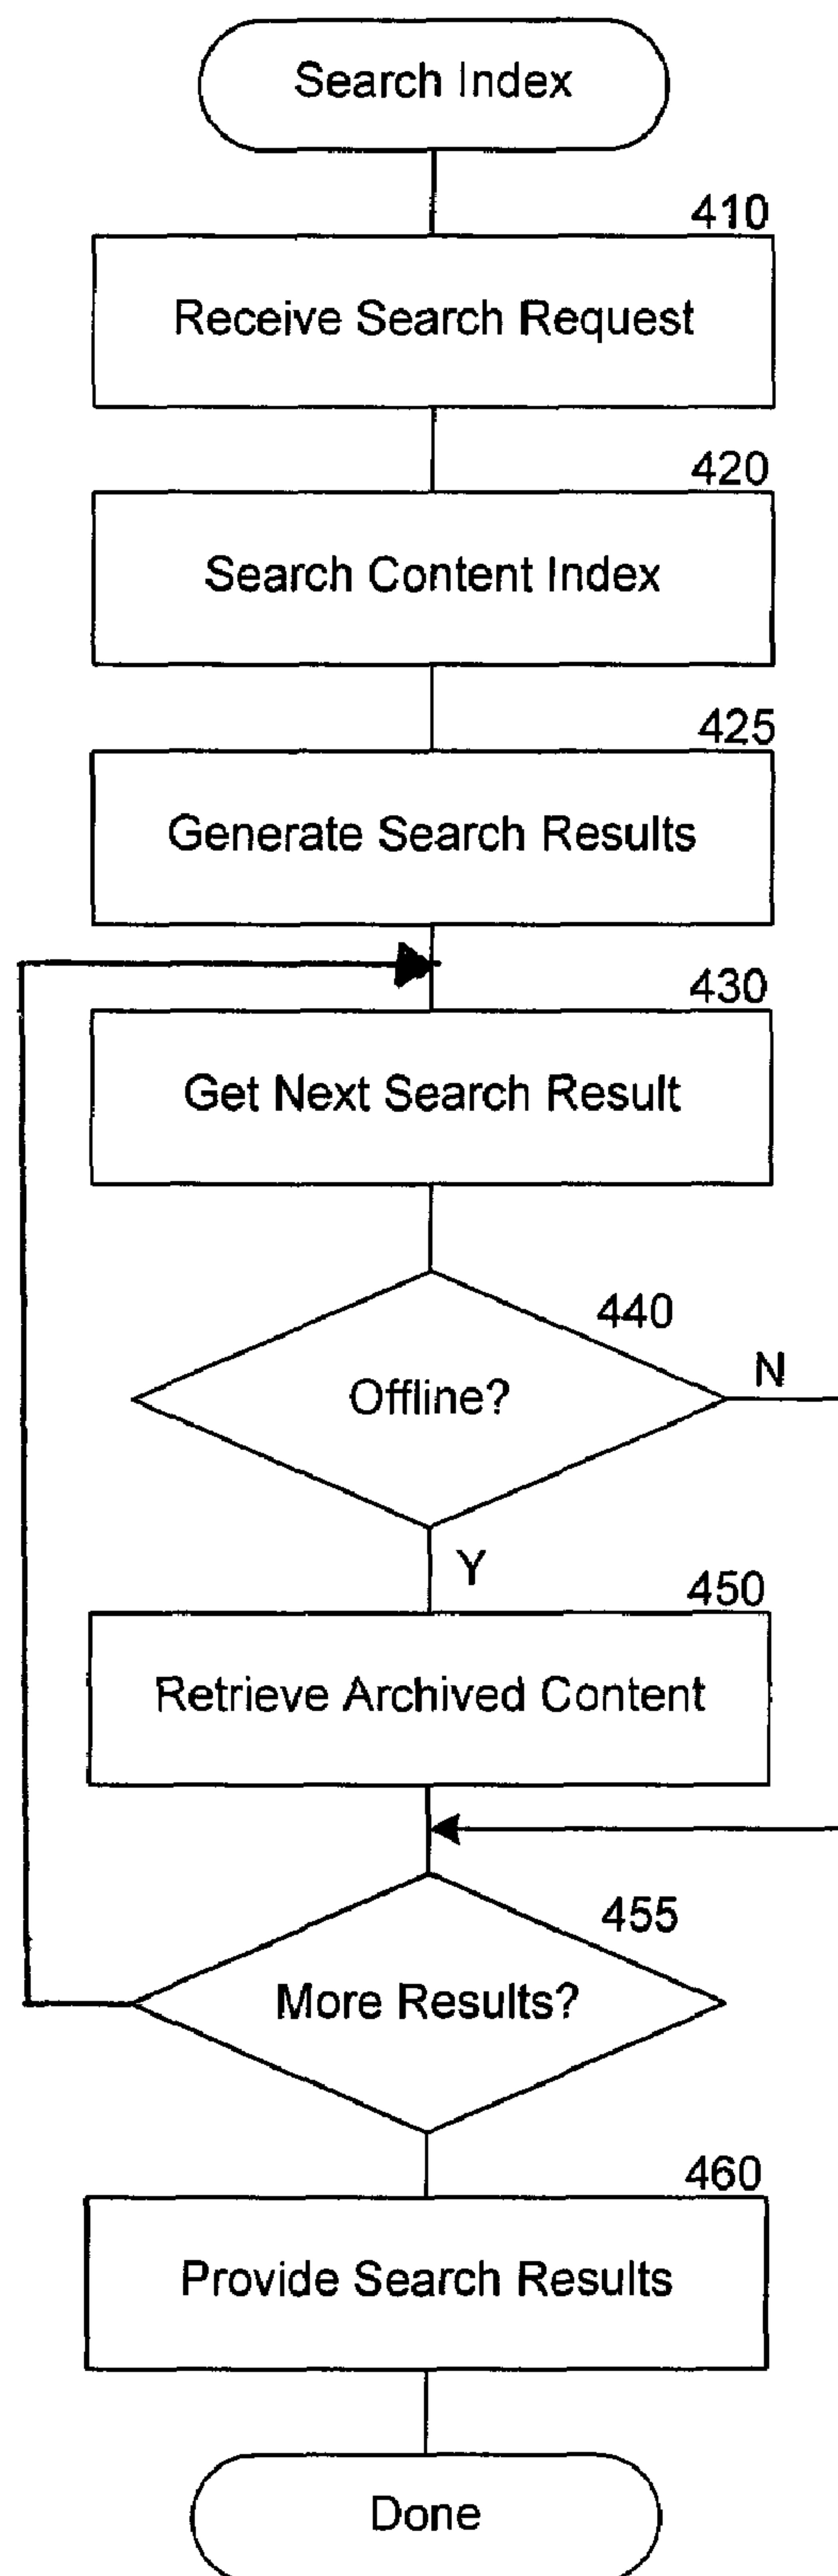 Search Index
410
Receive Search Request
420
Search Content Index
425
Generate Search Results
430
Get Next Search Result
440
Offline?
N
Y
450
Retrieve Archived Content
455
More Results?
460
Provide Search Results
Done